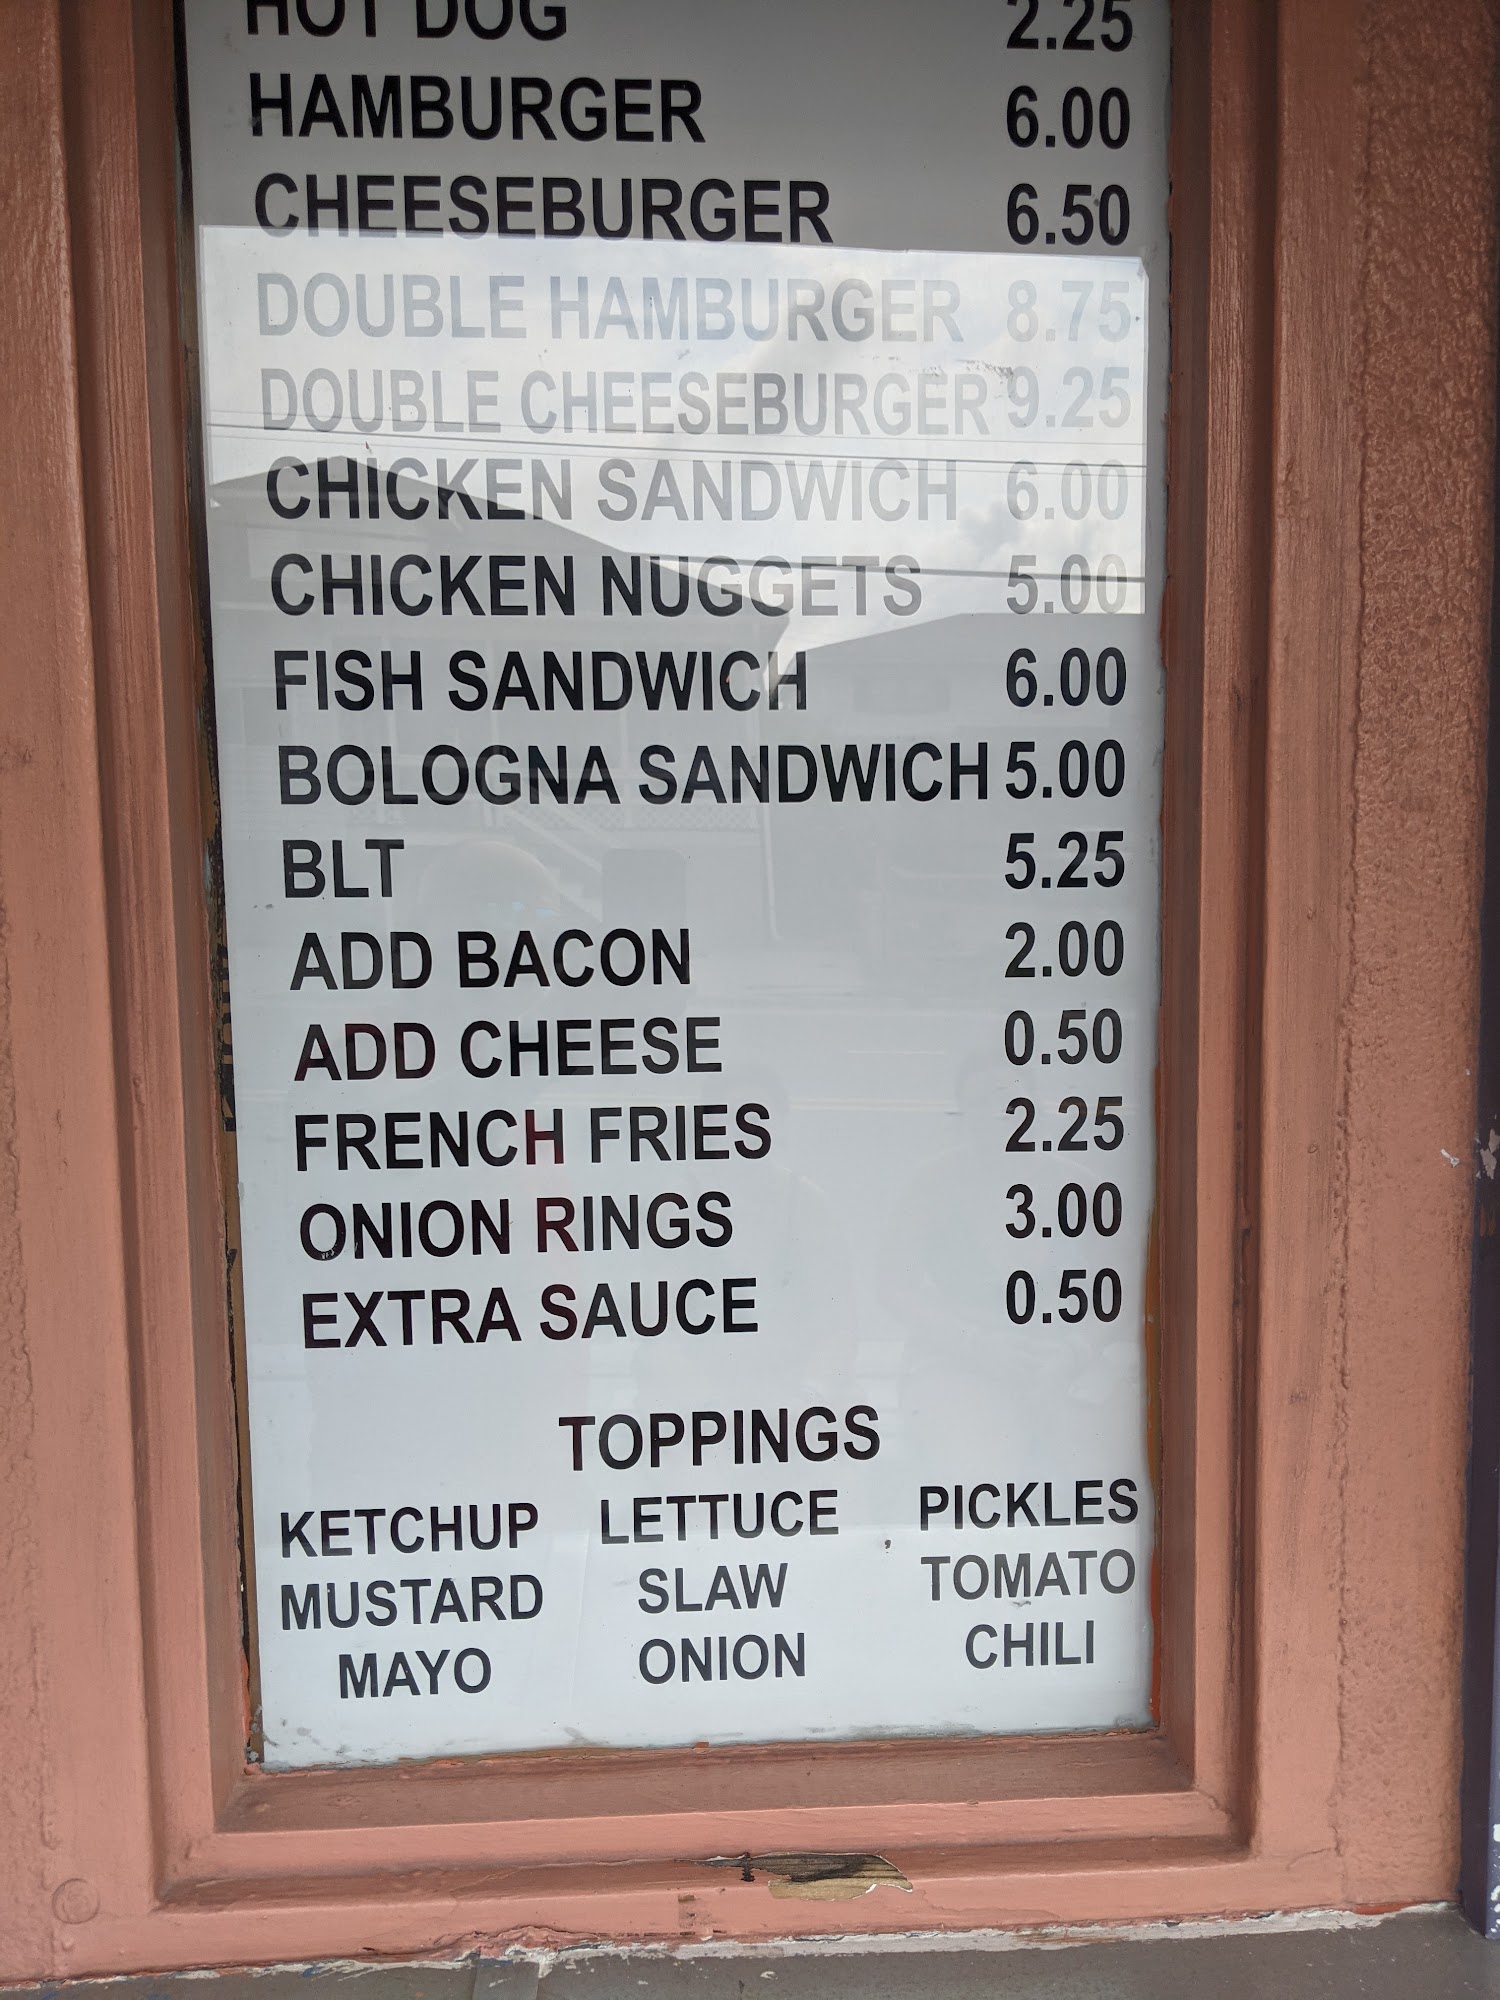 HOT DOG 2.25
HAMBURGER 6.00
CHEESEBURGER 6.50
DOUBLE HAMBURGER 8.75
DOUBLE CHEESEBURGER 9.25
CHICKEN SANDWICH 6.00
CHICKEN NUGGETS 5.00
FISH SANDWICH 6.00
BOLOGNA SANDWICH 5.00
BLT 5.25
ADD BACON 2.00
ADD CHEESE 0.50
FRENCH FRIES 2.25
ONION RINGS 3.00
EXTRA SAUCE 0.50
TOPPINGS
KETCHUP LETTUCE PICKLES
MUSTARD SLAW TOMATO
MAYO ONION CHILI